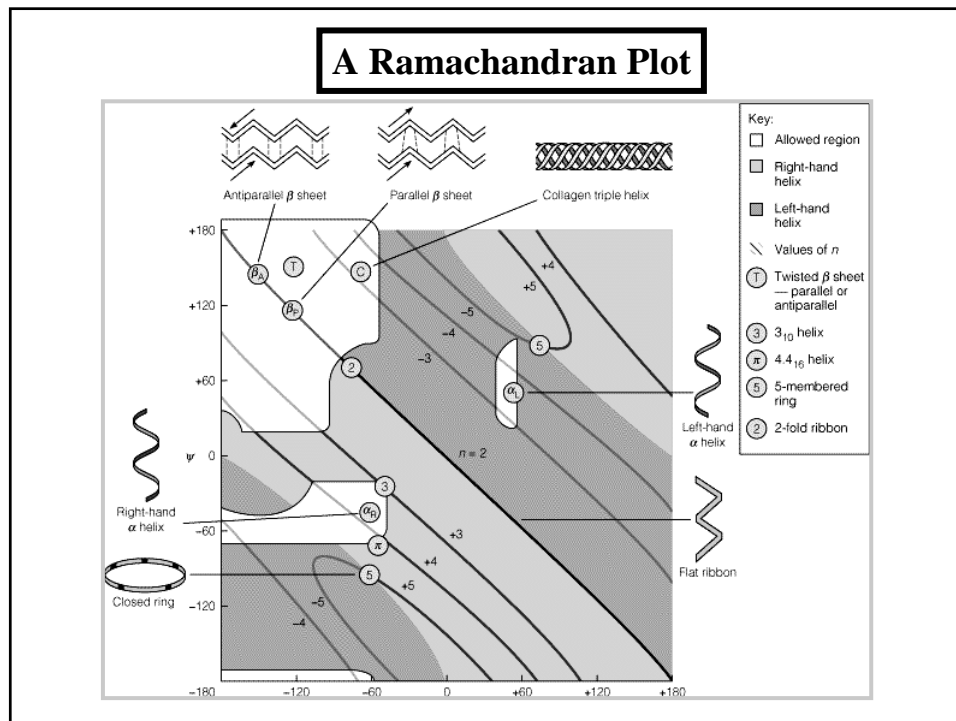 A Ramachandran Plot
Antiparallel β sheet
Parallel β sheet
Collagen triple helix
Key:
Allowed region
Right-hand
helix
Left-hand
helix
Values of n
T
Twisted β sheet
— parallel or
antiparallel
3
3₁₀ helix
π
4.4₁₆ helix
5
5-membered
ring
2
2-fold ribbon
+180
+120
+60
ψ 0
-60
-120
-180
-120
-60
0
+60
+120
+180
βA
T
C
βP
2
-5
-4
-3
+4
+5
5
αL
n = 2
3
αR
π
5
+3
+4
+5
-5
-4
Left-hand
α helix
Right-hand
α helix
Closed ring
Flat ribbon